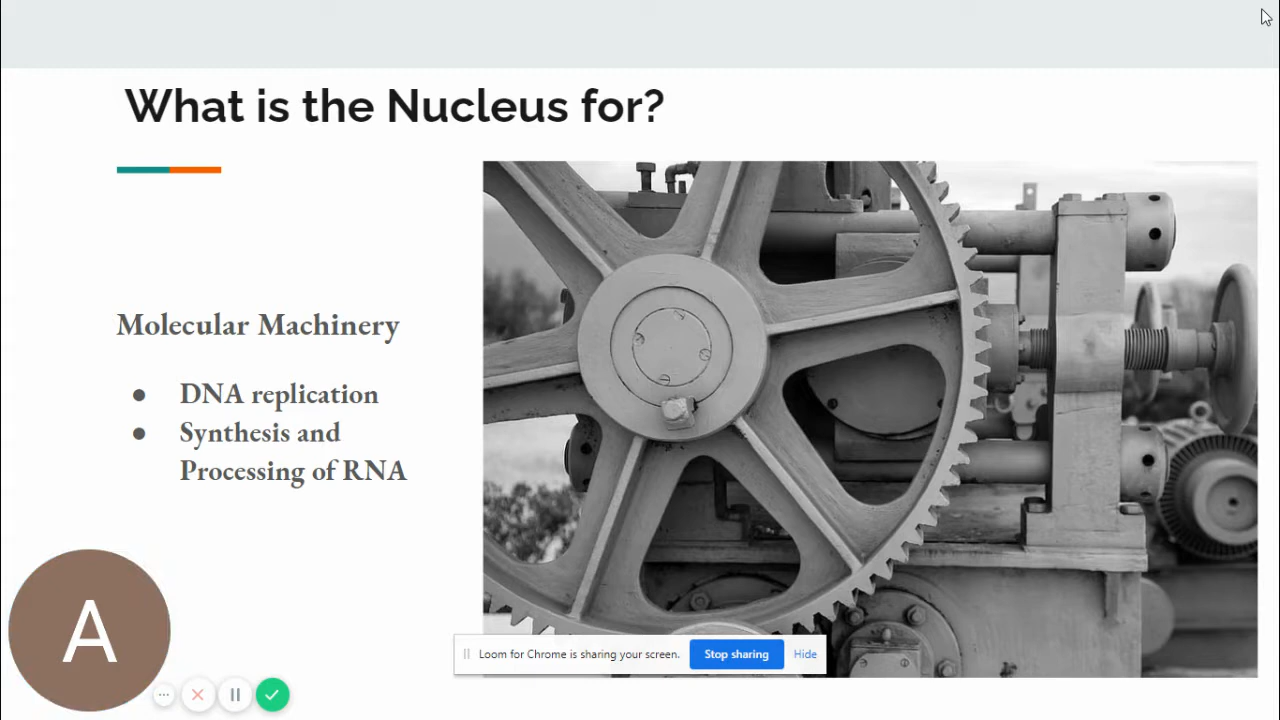 What is the Nucleus for?
Molecular Machinery
● DNA replication
● Synthesis and
Processing of RNA
A
Loom for Chrome is sharing your screen. Stop sharing Hide